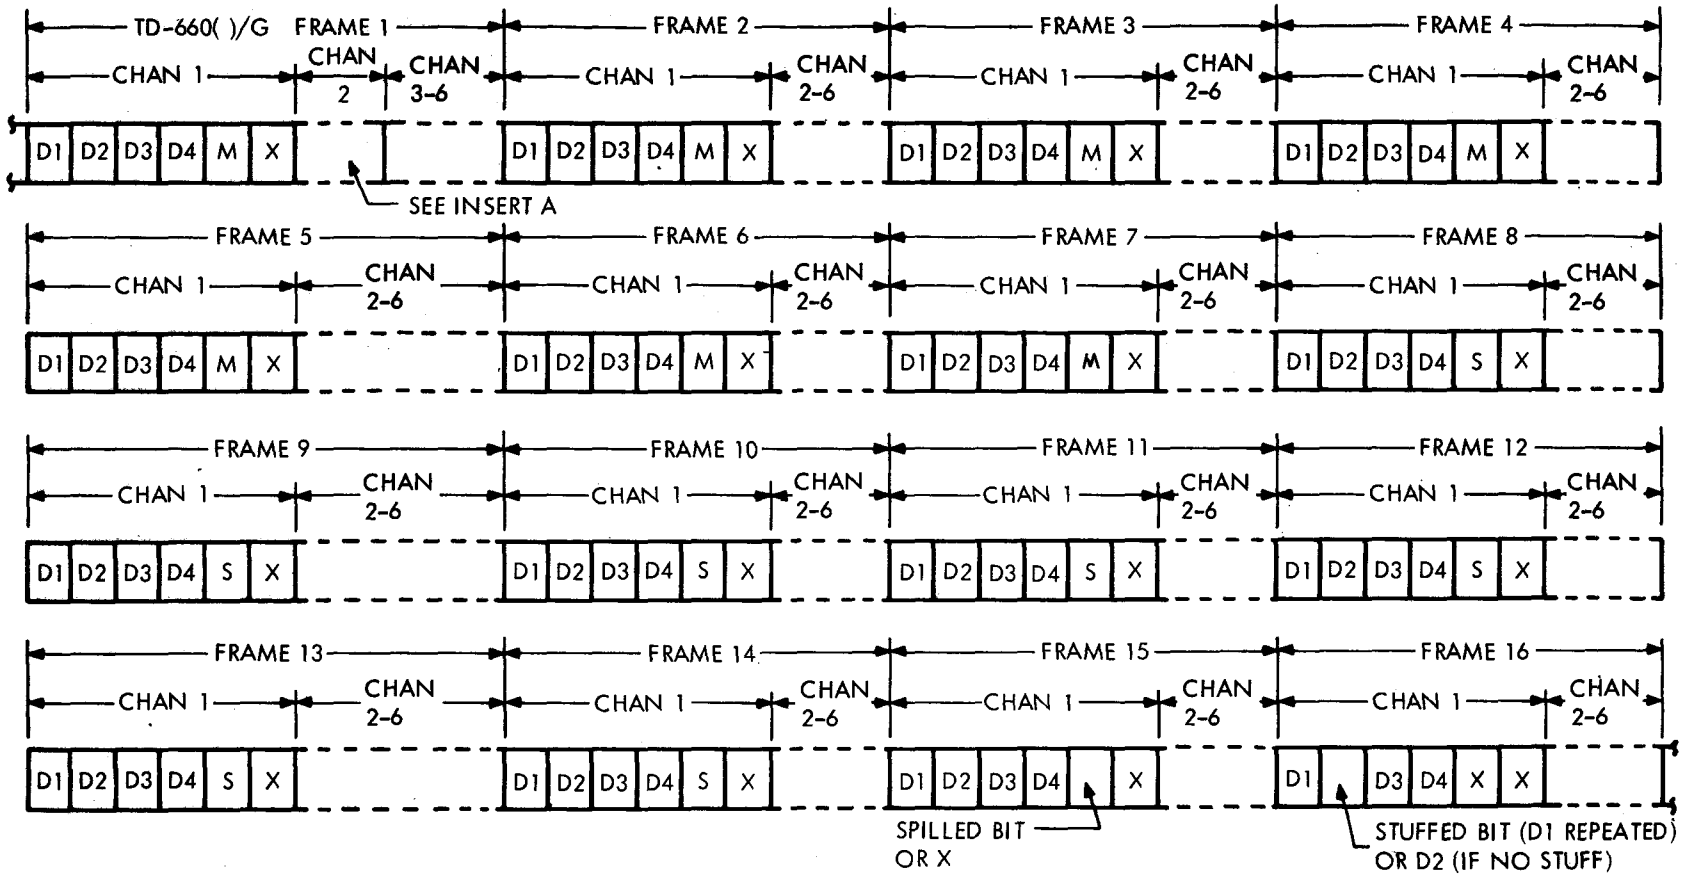 TD-660( )/G FRAME 1 FRAME 2 FRAME 3 FRAME 4
CHAN 1 CHAN 2 CHAN 3-6 CHAN 1 CHAN 2-6 CHAN 1 CHAN 2-6 CHAN 1 CHAN 2-6
D1 D2 D3 D4 M X D1 D2 D3 D4 M X D1 D2 D3 D4 M X D1 D2 D3 D4 M X
SEE INSERT A
FRAME 5 FRAME 6 FRAME 7 FRAME 8
CHAN 1 CHAN 2-6 CHAN 1 CHAN 2-6 CHAN 1 CHAN 2-6 CHAN 1 CHAN 2-6
D1 D2 D3 D4 M X D1 D2 D3 D4 M X D1 D2 D3 D4 M X D1 D2 D3 D4 S X
FRAME 9 FRAME 10 FRAME 11 FRAME 12
CHAN 1 CHAN 2-6 CHAN 1 CHAN 2-6 CHAN 1 CHAN 2-6 CHAN 1 CHAN 2-6
D1 D2 D3 D4 S X D1 D2 D3 D4 S X D1 D2 D3 D4 S X D1 D2 D3 D4 S X
FRAME 13 FRAME 14 FRAME 15 FRAME 16
CHAN 1 CHAN 2-6 CHAN 1 CHAN 2-6 CHAN 1 CHAN 2-6 CHAN 1 CHAN 2-6
D1 D2 D3 D4 S X D1 D2 D3 D4 S X D1 D2 D3 D4 X D1 D3 D4 X X
SPILLED BIT
OR X
STUFFED BIT (D1 REPEATED)
OR D2 (IF NO STUFF)